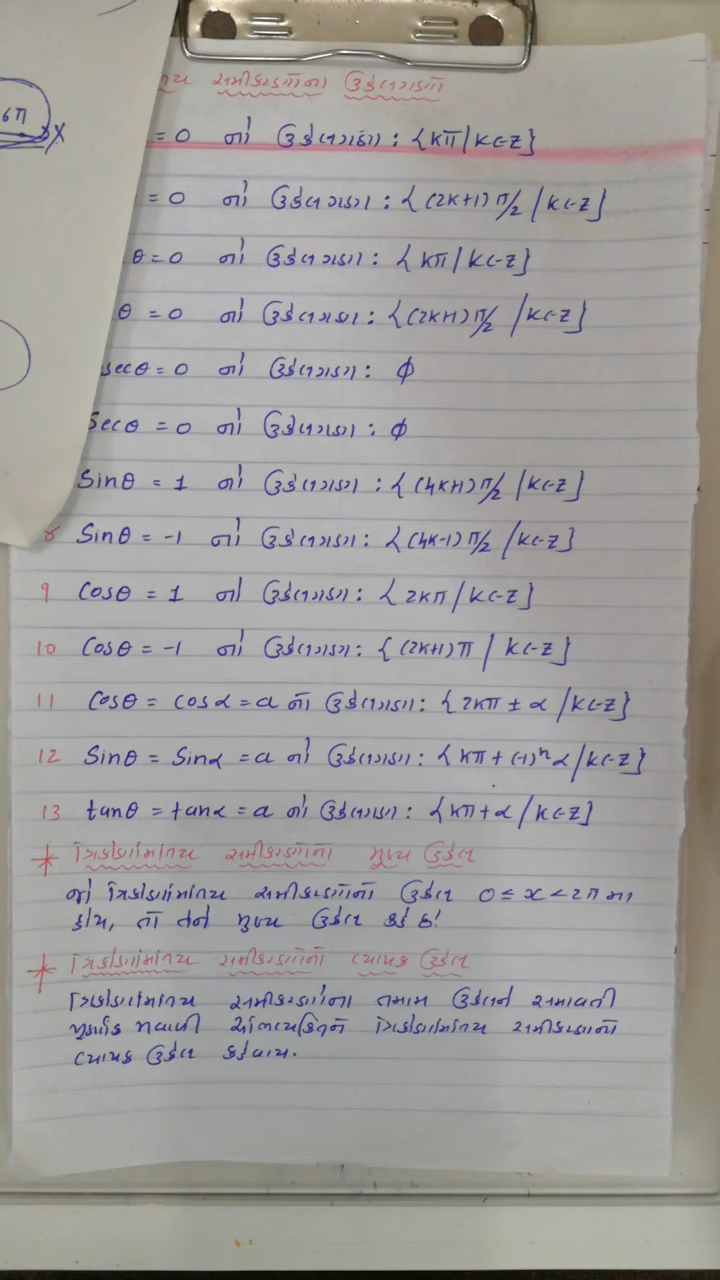 6π
X
સમીકરણોના ઉકેલગણો
= 0 નો ઉકેલગણ : {kπ/k∈Z}
= 0 નો ઉકેલગણ : {(2k+1)π/2 /k∈Z}
θ = 0 નો ઉકેલગણ : {kπ/k∈Z}
θ = 0 નો ઉકેલગણ : {(2k+1)π/2 /k∈Z}
secθ = 0 નો ઉકેલગણ : ϕ
Secθ = 0 નો ઉકેલગણ : ϕ
Sinθ = 1 નો ઉકેલગણ : {(4k+1)π/2 /k∈Z}
8 Sinθ = -1 નો ઉકેલગણ : {(4k-1)π/2 /k∈Z}
9 Cosθ = 1 નો ઉકેલગણ : {2kπ/k∈Z}
10 Cosθ = -1 નો ઉકેલગણ : {(2k+1)π / k∈Z}
11 Cosθ = cosα = a નો ઉકેલગણ : {2kπ ± α /k∈Z}
12 Sinθ = Sinα = a નો ઉકેલગણ : {kπ + (-1)ⁿα/k∈Z}
13 tanθ = tanα = a નો ઉકેલગણ : {kπ+α /k∈Z}
* ત્રિકોણમિતિય સમીકરણોનો મુખ્ય ઉકેલ
જો ત્રિકોણમિતિય સમીકરણોનો ઉકેલ 0 ≤ x < 2π માં
હોય, તો તેને મુખ્ય ઉકેલ કહે છે!
* ત્રિકોણમિતિય સમીકરણોનો વ્યાપક ઉકેલ
ત્રિકોણમિતિય સમીકરણોના તમામ ઉકેલને સમાવતી
પૂર્ણાંક મવાળી અભિવ્યક્તિને ત્રિકોણમિતિય સમીકરણનો
વ્યાપક ઉકેલ કહેવાય.